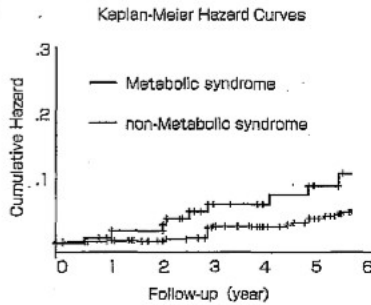 Kaplan-Meier Hazard Curves
.3
.2
.1
Cumulative Hazard
Metabolic syndrome
non-Metabolic syndrome
0 1 2 3 4 5 6
Follow-up (year)